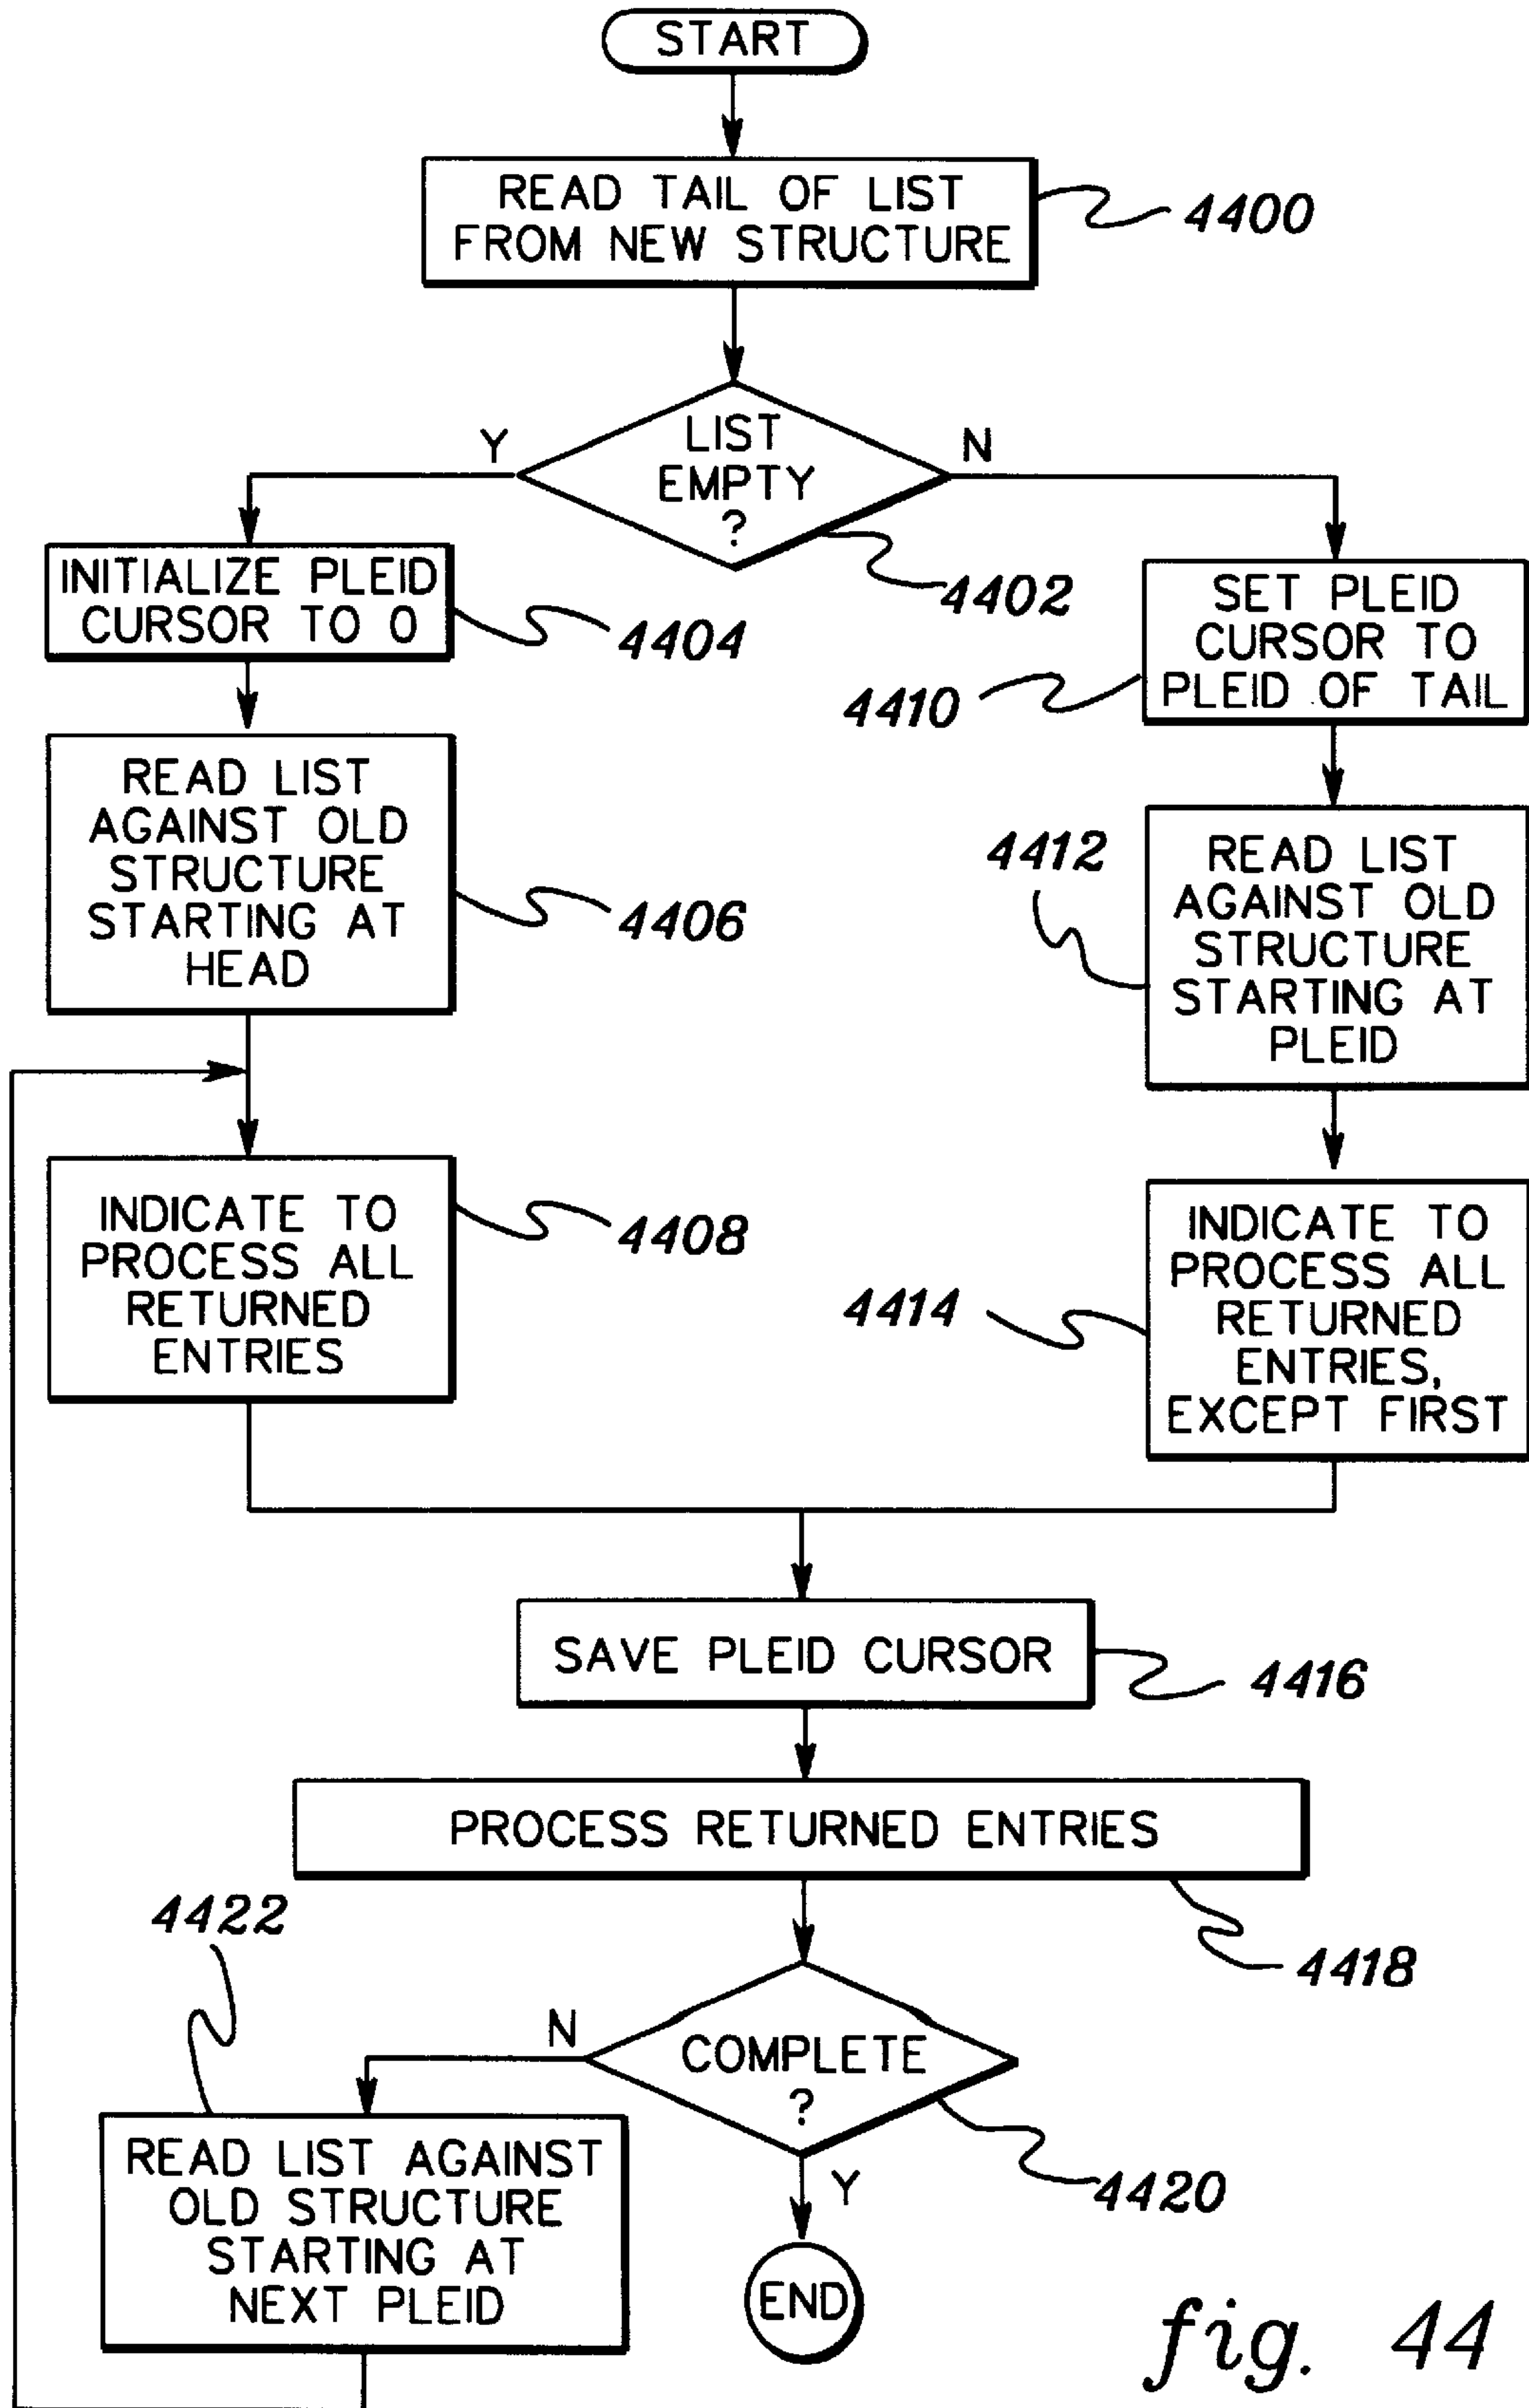 START
READ TAIL OF LIST
FROM NEW STRUCTURE
4400
LIST
EMPTY
?
Y
N
4402
INITIALIZE PLEID
CURSOR TO 0
4404
SET PLEID
CURSOR TO
PLEID OF TAIL
4410
READ LIST
AGAINST OLD
STRUCTURE
STARTING AT
HEAD
4406
READ LIST
AGAINST OLD
STRUCTURE
STARTING AT
PLEID
4412
INDICATE TO
PROCESS ALL
RETURNED
ENTRIES
4408
INDICATE TO
PROCESS ALL
RETURNED
ENTRIES,
EXCEPT FIRST
4414
SAVE PLEID CURSOR
4416
PROCESS RETURNED ENTRIES
4418
COMPLETE
?
N
Y
4420
4422
READ LIST AGAINST
OLD STRUCTURE
STARTING AT
NEXT PLEID
END
fig. 44